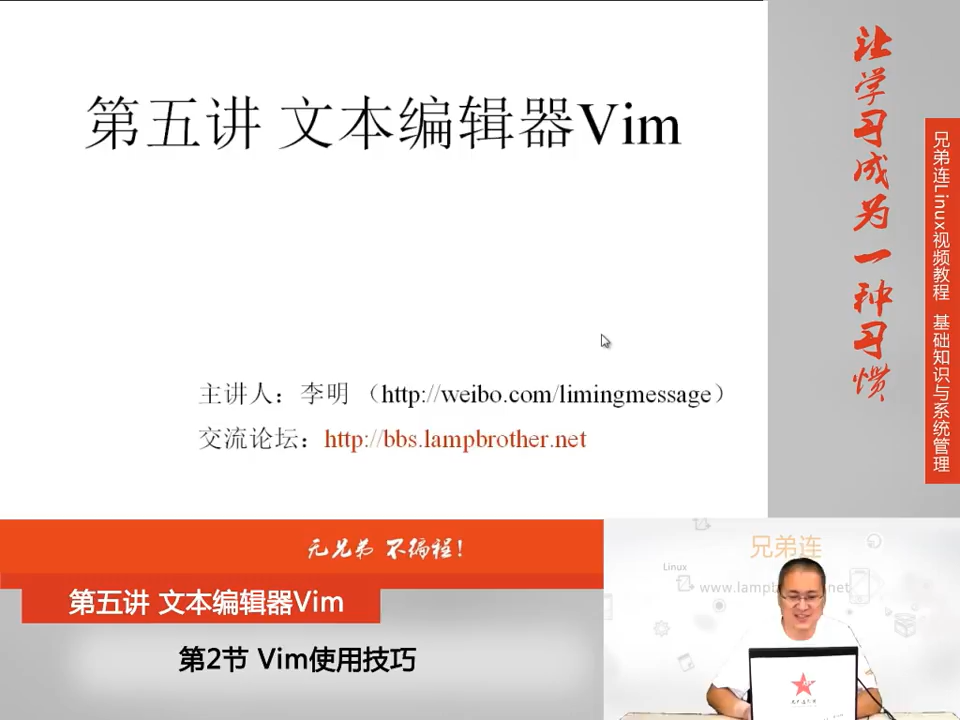 第五讲 文本编辑器Vim
主讲人：李明 （http://weibo.com/limingmessage）
交流论坛：http://bbs.lampbrother.net
让学习成为一种习惯
兄弟连Linux视频教程 基础知识与系统管理
无兄弟 不编程！
第五讲 文本编辑器Vim
第2节 Vim使用技巧
兄弟连
Linux
www.lampb
et